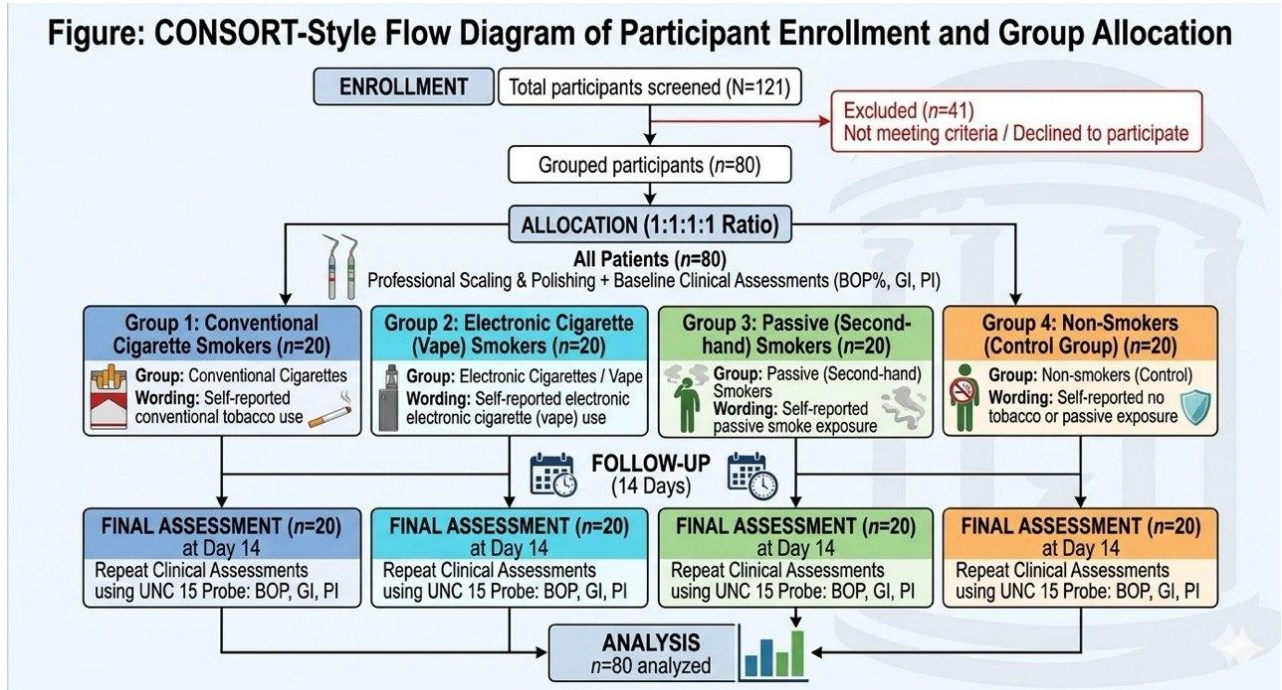 Figure: CONSORT-Style Flow Diagram of Participant Enrollment and Group Allocation
ENROLLMENT
Total participants screened (N=121)
Excluded (n=41)
Not meeting criteria / Declined to participate
Grouped participants (n=80)
ALLOCATION (1:1:1:1 Ratio)
All Patients (n=80)
Professional Scaling & Polishing + Baseline Clinical Assessments (BOP%, GI, PI)
Group 1: Conventional
Cigarette Smokers (n=20)
Group: Conventional Cigarettes
Wording: Self-reported
conventional tobacco use
Group 2: Electronic Cigarette
(Vape) Smokers (n=20)
Group: Electronic Cigarettes / Vape
Wording: Self-reported electronic
electronic cigarette (vape) use
Group 3: Passive (Second-
hand) Smokers (n=20)
Group: Passive (Second-hand)
Smokers
Wording: Self-reported
passive smoke exposure
Group 4: Non-Smokers
(Control Group) (n=20)
Group: Non-smokers (Control)
Wording: Self-reported no
tobacco or passive exposure
FOLLOW-UP
(14 Days)
FINAL ASSESSMENT (n=20)
at Day 14
Repeat Clinical Assessments
using UNC 15 Probe: BOP, GI, PI
FINAL ASSESSMENT (n=20)
at Day 14
Repeat Clinical Assessments
using UNC 15 Probe: BOP, GI, PI
FINAL ASSESSMENT (n=20)
at Day 14
Repeat Clinical Assessments
using UNC 15 Probe: BOP, GI, PI
FINAL ASSESSMENT (n=20)
at Day 14
Repeat Clinical Assessments
using UNC 15 Probe: BOP, GI, PI
ANALYSIS
n=80 analyzed